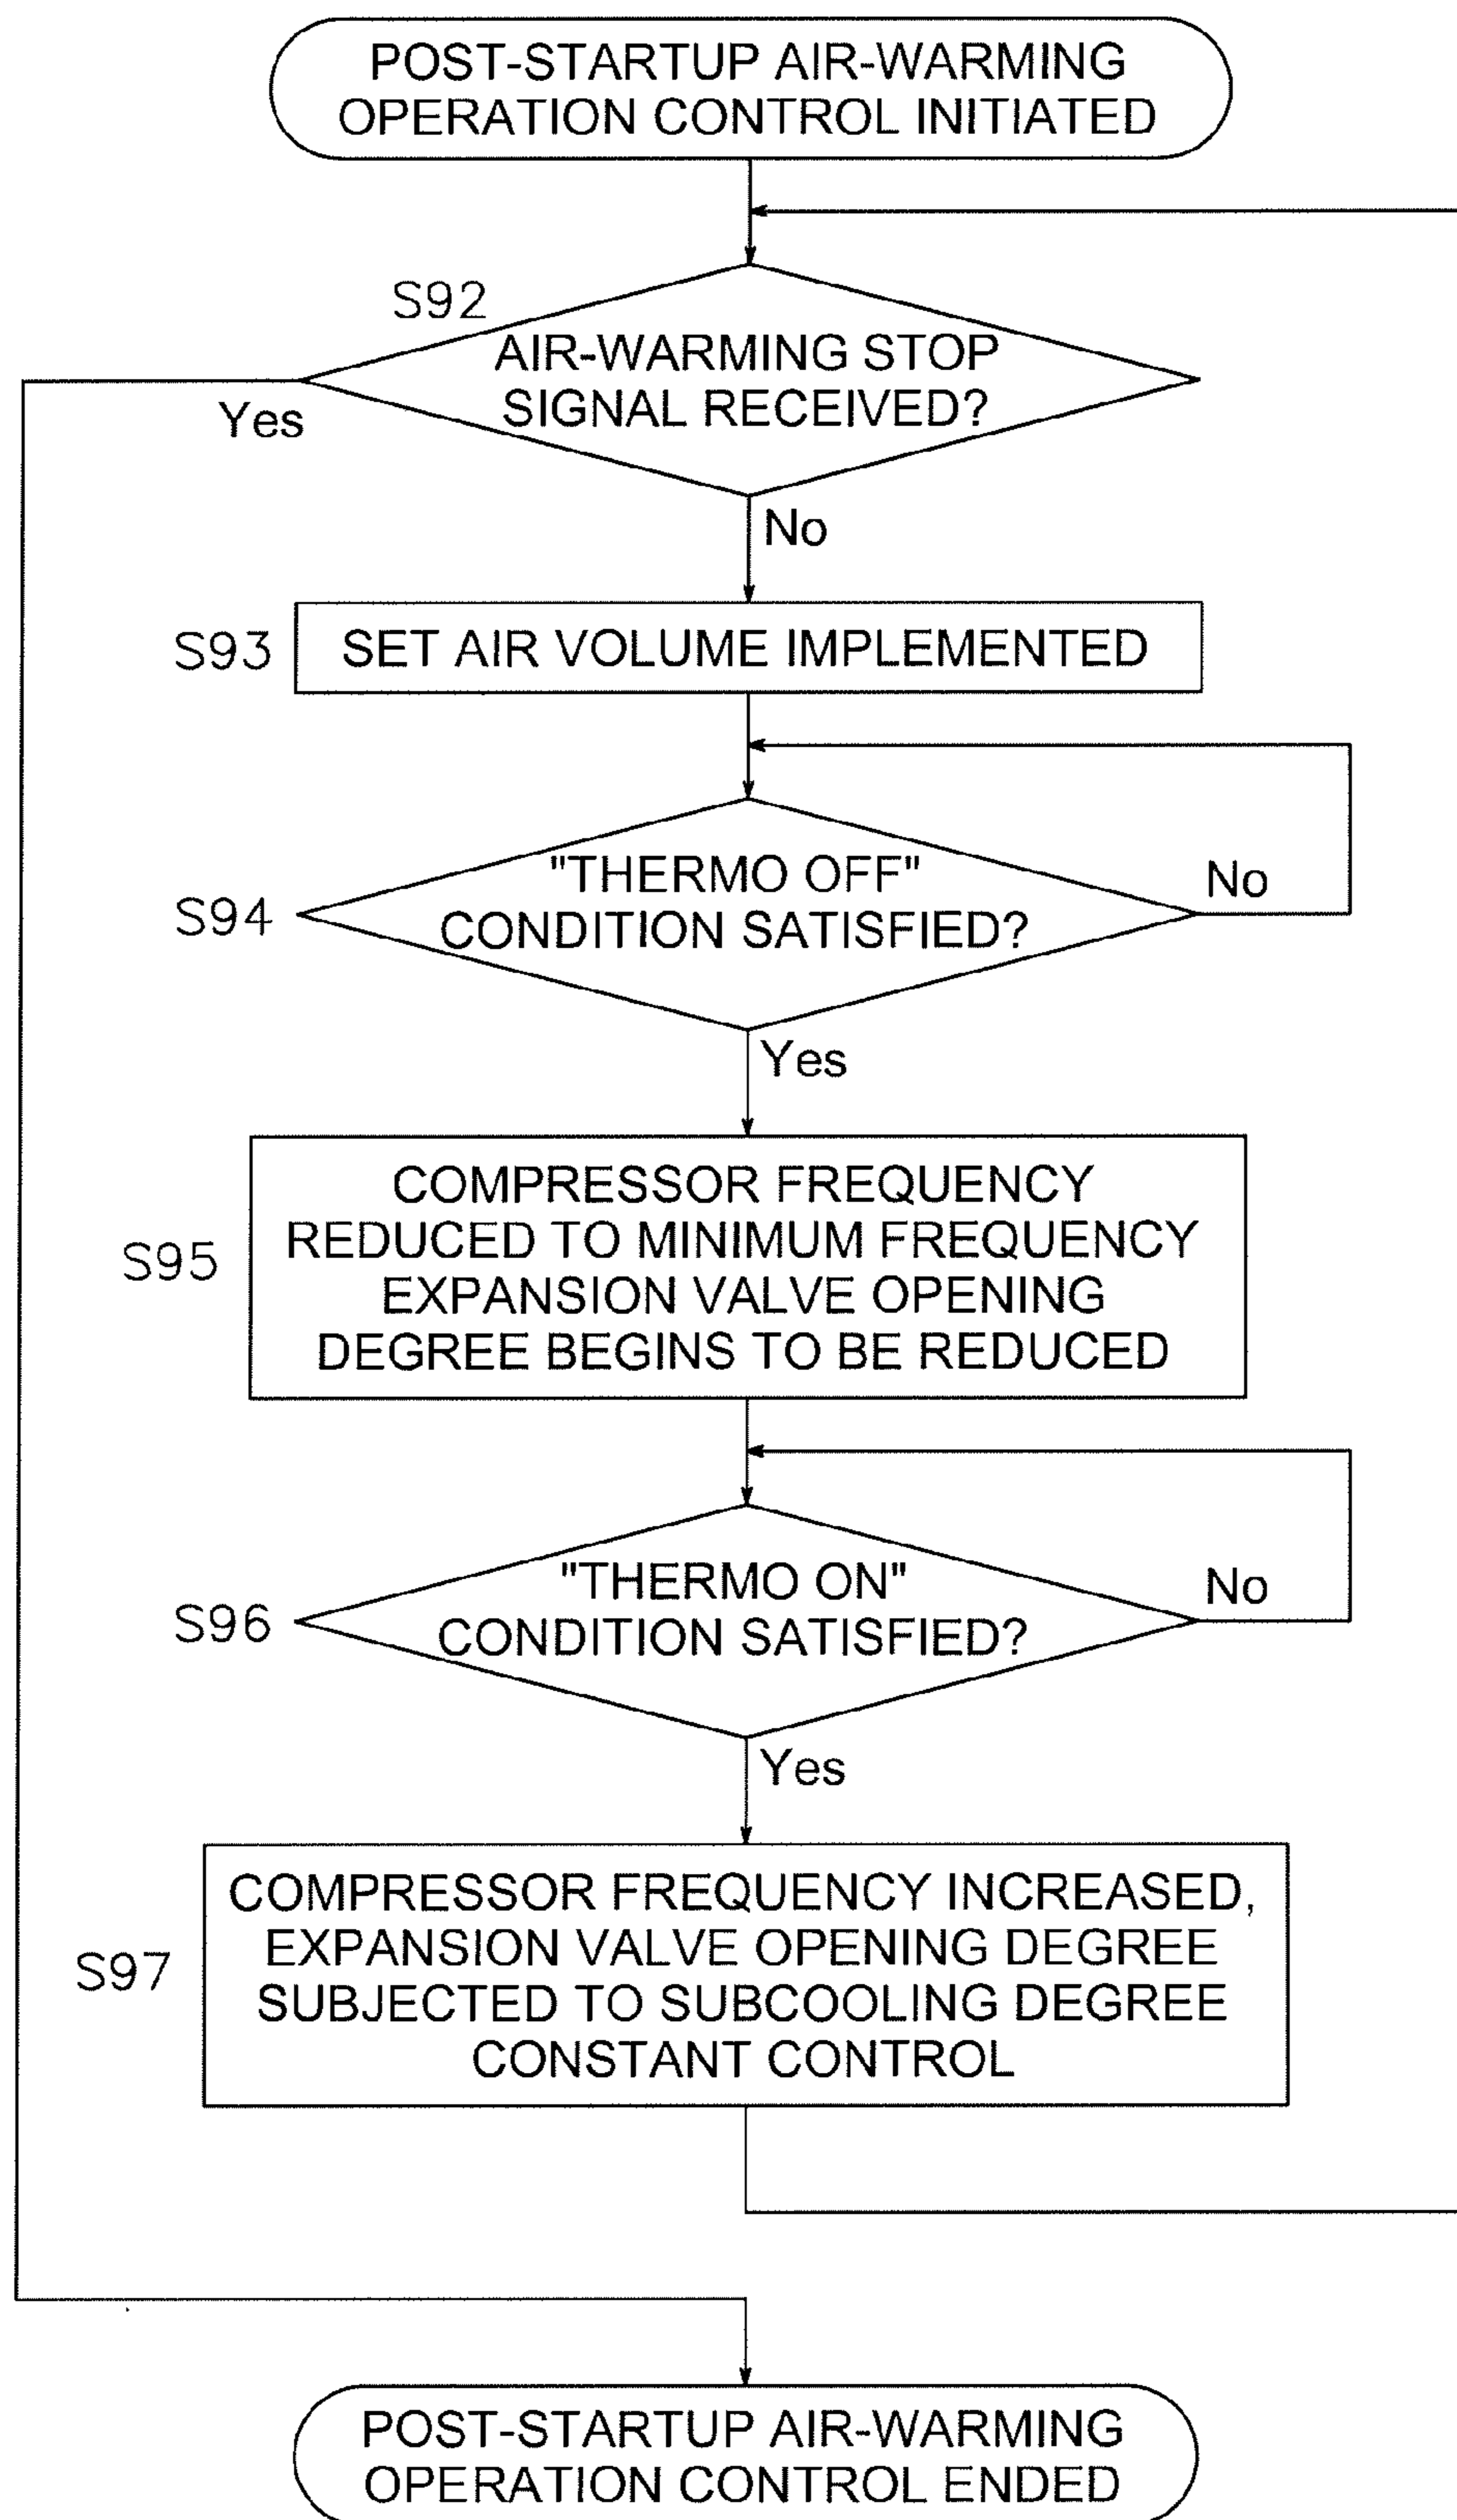 POST-STARTUP AIR-WARMING
OPERATION CONTROL INITIATED
S92
AIR-WARMING STOP
SIGNAL RECEIVED?
Yes
No
S93
SET AIR VOLUME IMPLEMENTED
S94
"THERMO OFF"
CONDITION SATISFIED?
No
Yes
S95
COMPRESSOR FREQUENCY
REDUCED TO MINIMUM FREQUENCY
EXPANSION VALVE OPENING
DEGREE BEGINS TO BE REDUCED
S96
"THERMO ON"
CONDITION SATISFIED?
No
Yes
S97
COMPRESSOR FREQUENCY INCREASED,
EXPANSION VALVE OPENING DEGREE
SUBJECTED TO SUBCOOLING DEGREE
CONSTANT CONTROL
POST-STARTUP AIR-WARMING
OPERATION CONTROL ENDED